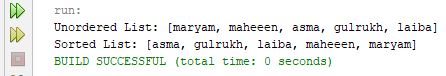 run:
Unordered List: [maryam, maheeen, asma, gulrukh, laiba]
Sorted List: [asma, gulrukh, laiba, maheeen, maryam]
BUILD SUCCESSFUL (total time: 0 seconds)